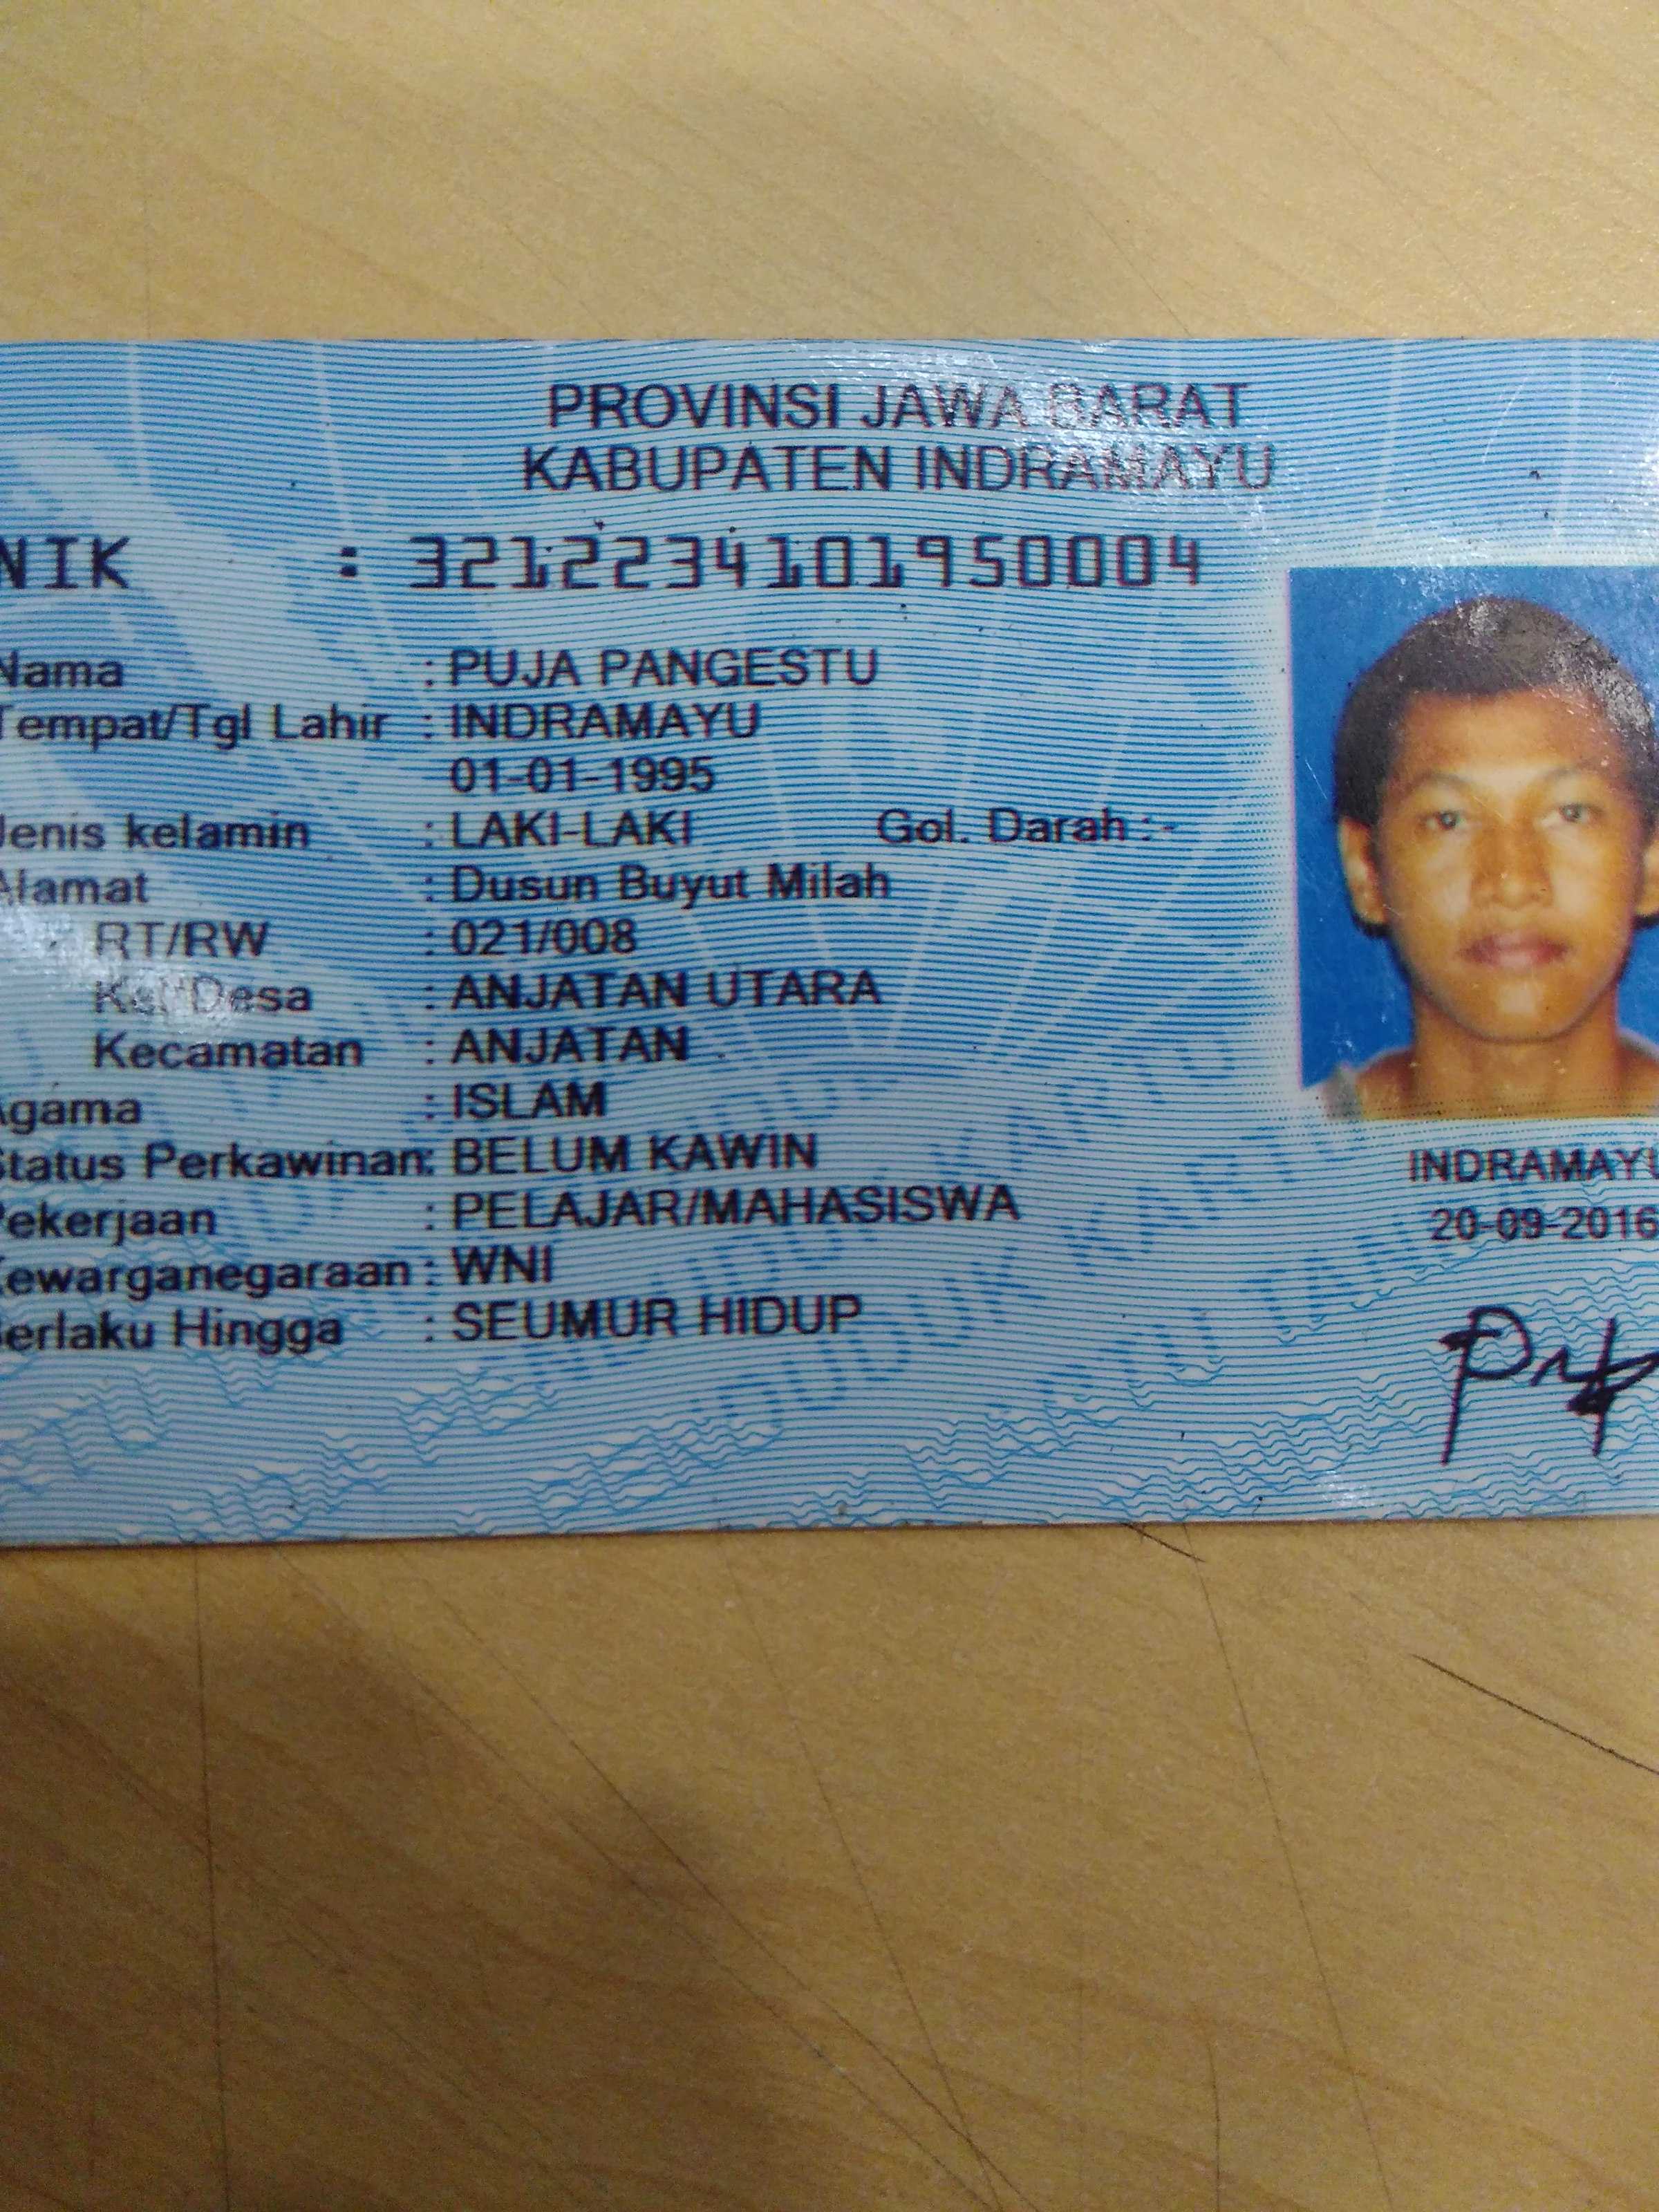 PROVINSI JAWA BARAT
KABUPATEN INDRAMAYU
NIK : 3212234101950004
Nama : PUJA PANGESTU
Tempat/Tgl Lahir : INDRAMAYU
01-01-1995
Jenis kelamin : LAKI-LAKI Gol. Darah : -
Alamat : Dusun Buyut Milah
RT/RW : 021/008
Kel/Desa : ANJATAN UTARA
Kecamatan : ANJATAN
Agama : ISLAM
Status Perkawinan: BELUM KAWIN
Pekerjaan : PELAJAR/MAHASISWA
Kewarganegaraan : WNI
Berlaku Hingga : SEUMUR HIDUP
INDRAMAYU
20-09-2016